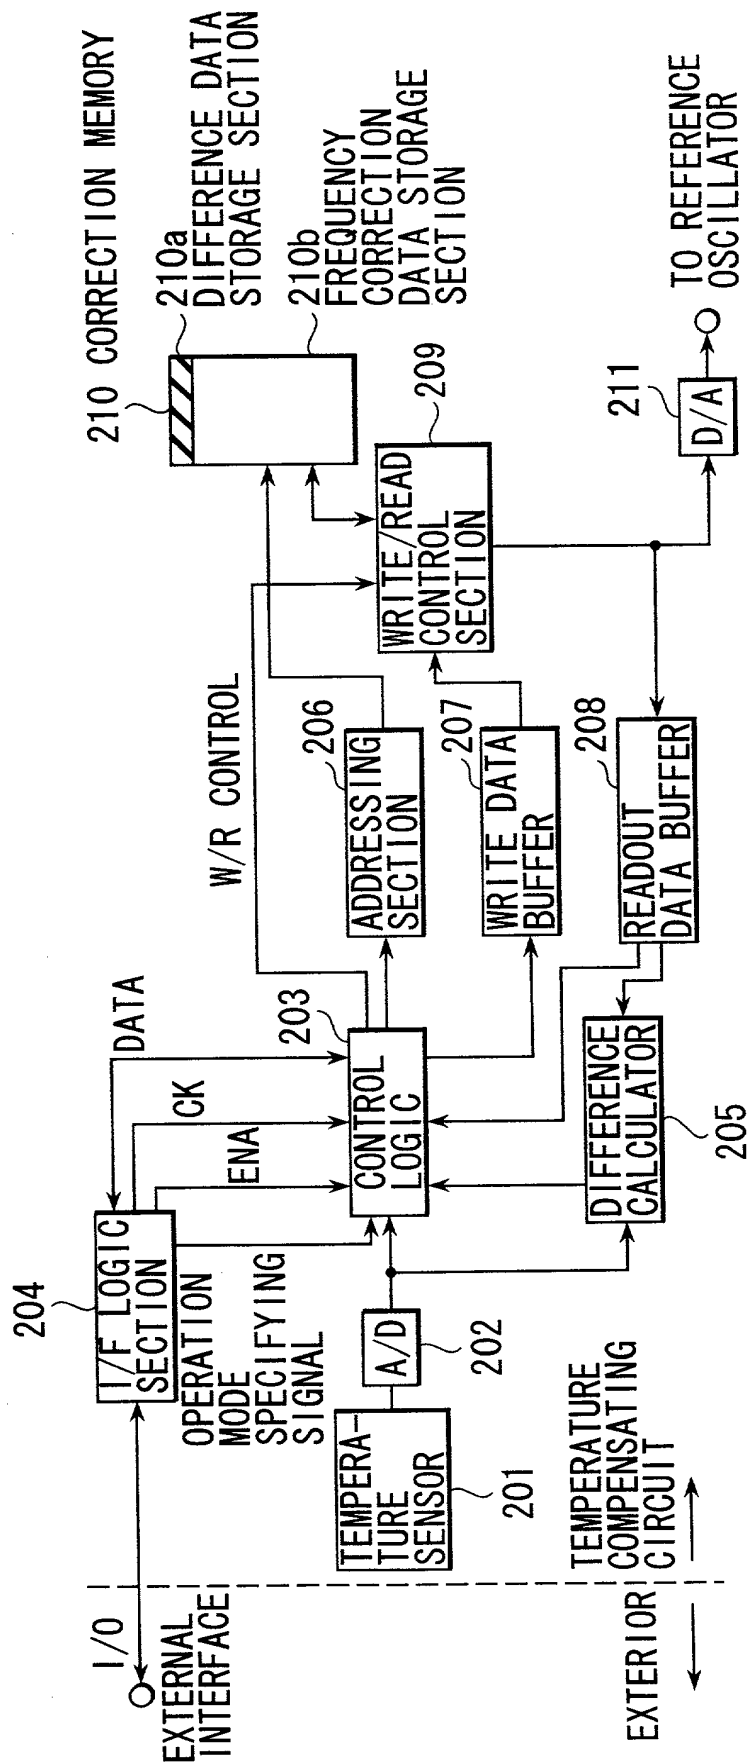 210 CORRECTION MEMORY
210a
DIFFERENCE DATA
STORAGE SECTION
210b
FREQUENCY
CORRECTION
DATA STORAGE
SECTION
W/R CONTROL
DATA
CK
ENA
204
I/F LOGIC
SECTION
I/O
EXTERNAL
INTERFACE
OPERATION
MODE
SPECIFYING
SIGNAL
203
CONTROL
LOGIC
206
ADDRESSING
SECTION
209
WRITE/READ
CONTROL
SECTION
207
WRITE DATA
BUFFER
TEMPERA-
TURE
SENSOR
201
A/D
202
DIFFERENCE
CALCULATOR
205
208
READOUT
DATA BUFFER
211
D/A
TO REFERENCE
OSCILLATOR
TEMPERATURE
COMPENSATING
CIRCUIT
EXTERIOR